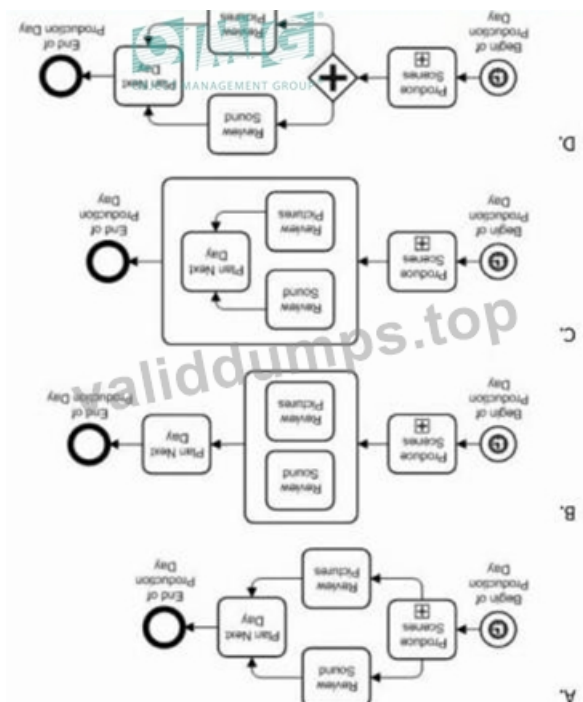 A.
Review
Sound
Produce
Scenes
Plan Next
Day
Begin of
Production
Day
End of
Production
Day
Review
Pictures
B.
Review
Sound
Produce
Scenes
Plan Next
Day
Review
Pictures
Begin of
Production
Day
End of
Production Day
validdumps.top
C.
Review
Sound
Produce
Scenes
Plan Next
Day
Review
Pictures
Begin of
Production
Day
End of
Production
Day
D.
Review
Sound
Produce
Scenes
Plan Next
Day
Begin of
Production
Day
End of
Production Day
Review
Pictures
OMG®
MANAGEMENT GROUP